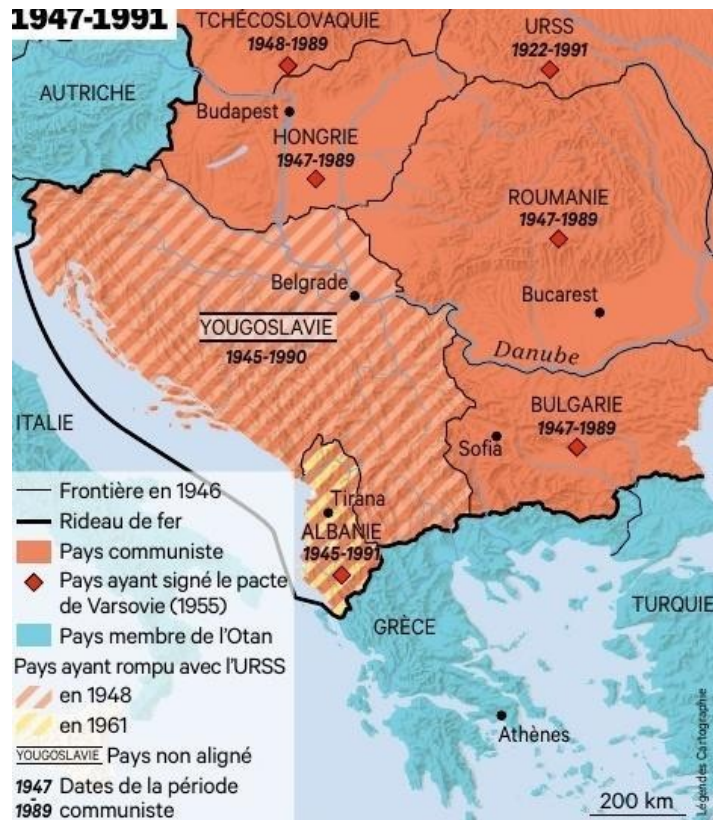 1947-1991
TCHÉCOSLOVAQUIE
1948-1989
URSS
1922-1991
AUTRICHE
Budapest
HONGRIE
1947-1989
ROUMANIE
1947-1989
Belgrade
Bucarest
YOUGOSLAVIE
1945-1990
Danube
BULGARIE
1947-1989
ITALIE
Sofia
Tirana
ALBANIE
1945-1991
GRÈCE
TURQUIE
Athènes
Frontière en 1946
Rideau de fer
Pays communiste
Pays ayant signé le pacte
de Varsovie (1955)
Pays membre de l'Otan
Pays ayant rompu avec l'URSS
en 1948
en 1961
YOUGOSLAVIE Pays non aligné
1947 Dates de la période
-
1989 communiste
200 km
Légendes Cartographie